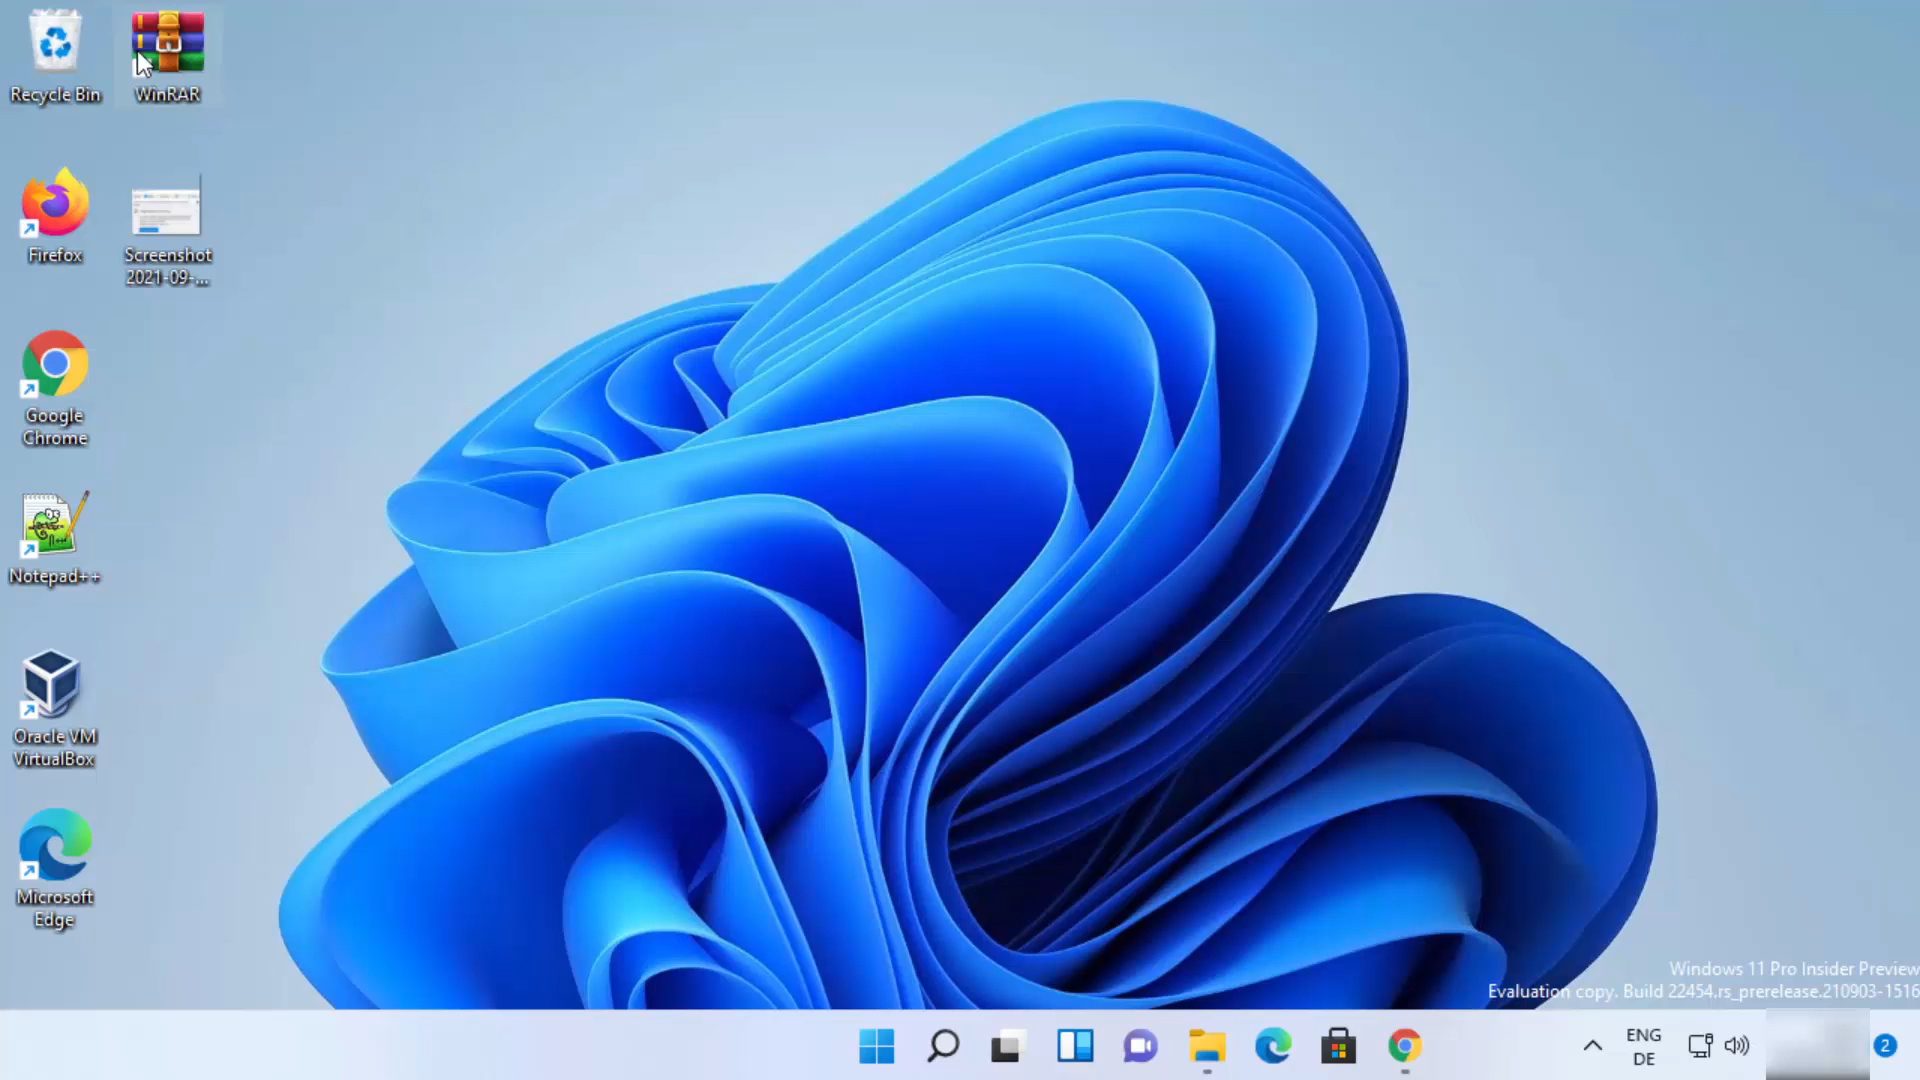 Recycle Bin
WinRAR
Firefox
Screenshot
2021-09-...
Google
Chrome
Notepad++
Oracle VM
VirtualBox
Microsoft
Edge
Windows 11 Pro Insider Preview
Evaluation copy. Build 22454.rs_prerelease.210903-1516
ENG
DE
2